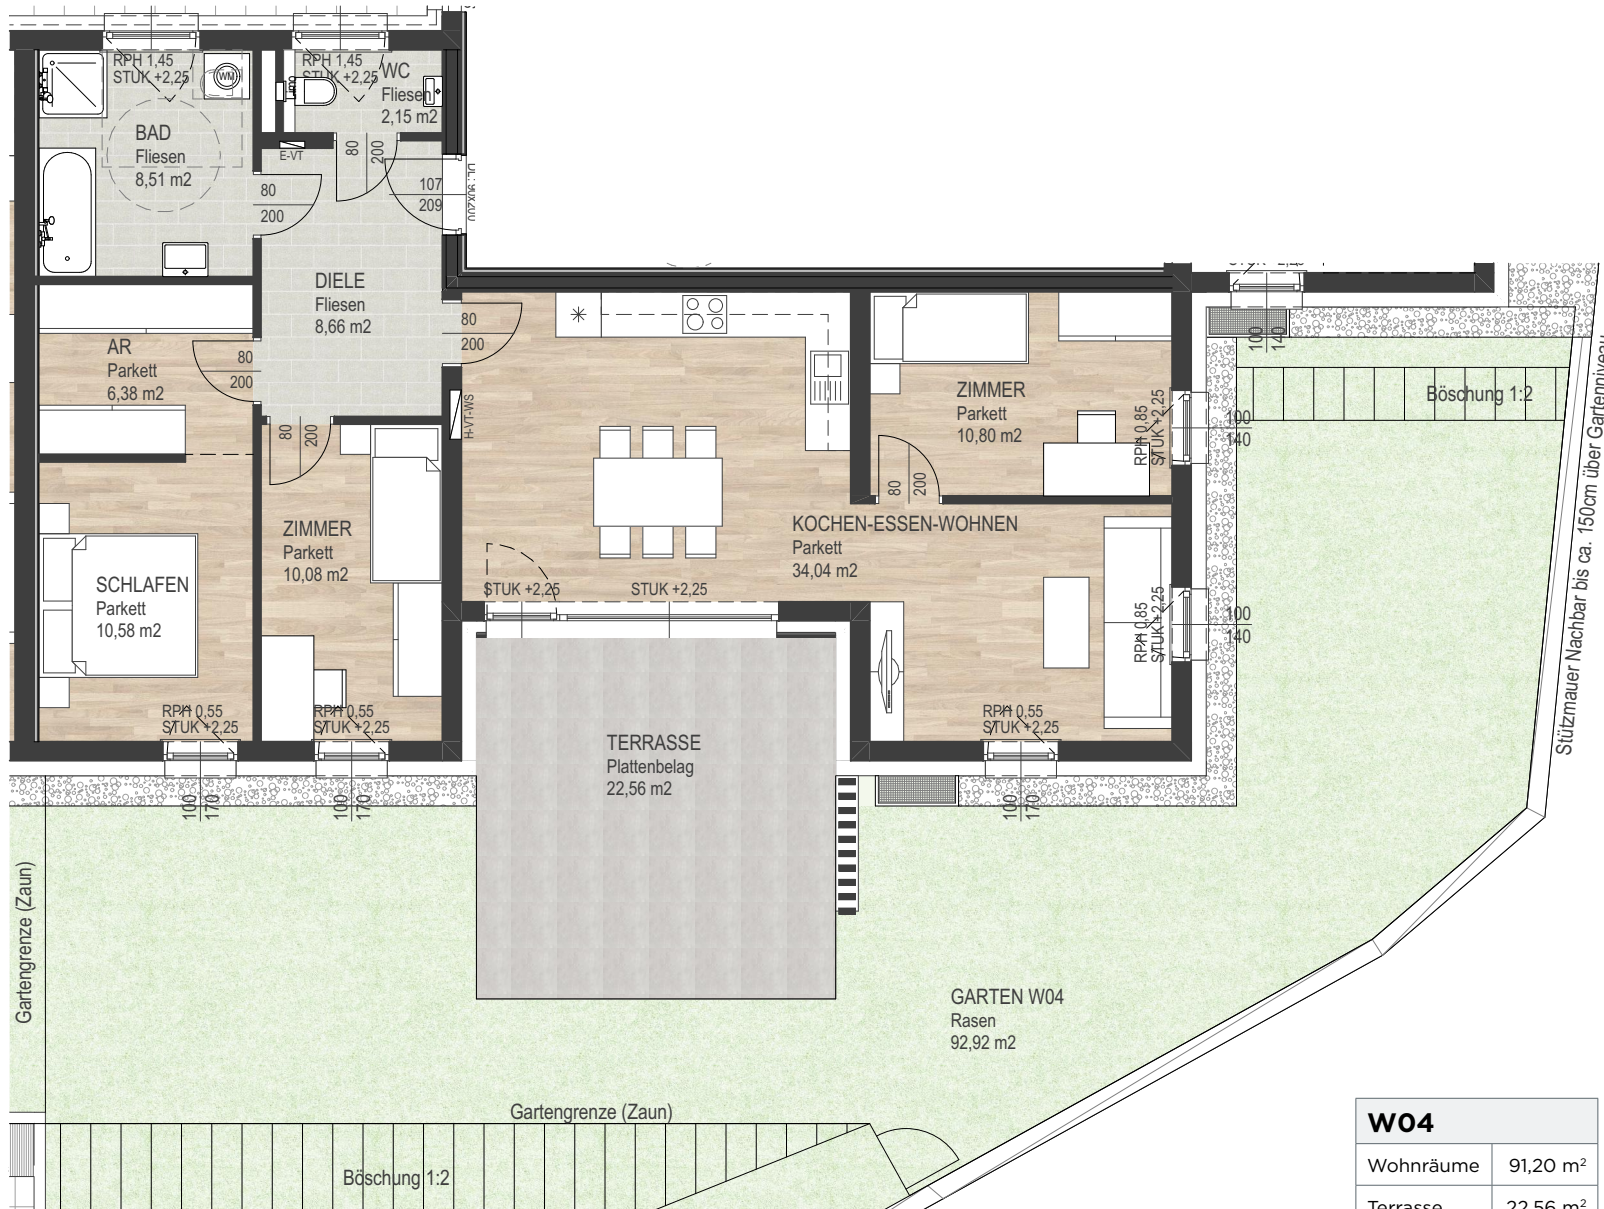 RPH 1,45
STUK +2,25
WM
RPH 1,45
STUK +2,25
WC
Fliesen
2,15 m2
BAD
Fliesen
8,51 m2
E-VT
80
200
80
200
107
209
DIELE
Fliesen
8,66 m2
80
200
AR
Parkett
6,38 m2
80
200
80
200
H-VT-WS
ZIMMER
Parkett
10,80 m2
80
200
RPH 0,85
STUK +2,25
100
140
100
140
Böschung 1:2
Stützmauer Nachbar bis ca. 150cm über Gartenniveau
ZIMMER
Parkett
10,08 m2
KOCHEN-ESSEN-WOHNEN
Parkett
34,04 m2
SCHLAFEN
Parkett
10,58 m2
STUK +2,25
STUK +2,25
RPH 0,85
STUK +2,25
100
140
RPH 0,55
STUK +2,25
RPH 0,55
STUK +2,25
RPH 0,55
STUK +2,25
100
170
100
170
100
170
TERRASSE
Plattenbelag
22,56 m2
Gartengrenze (Zaun)
GARTEN W04
Rasen
92,92 m2
Gartengrenze (Zaun)
Böschung 1:2
W04
Wohnräume 91,20 m²
Terrasse 22,56 m²